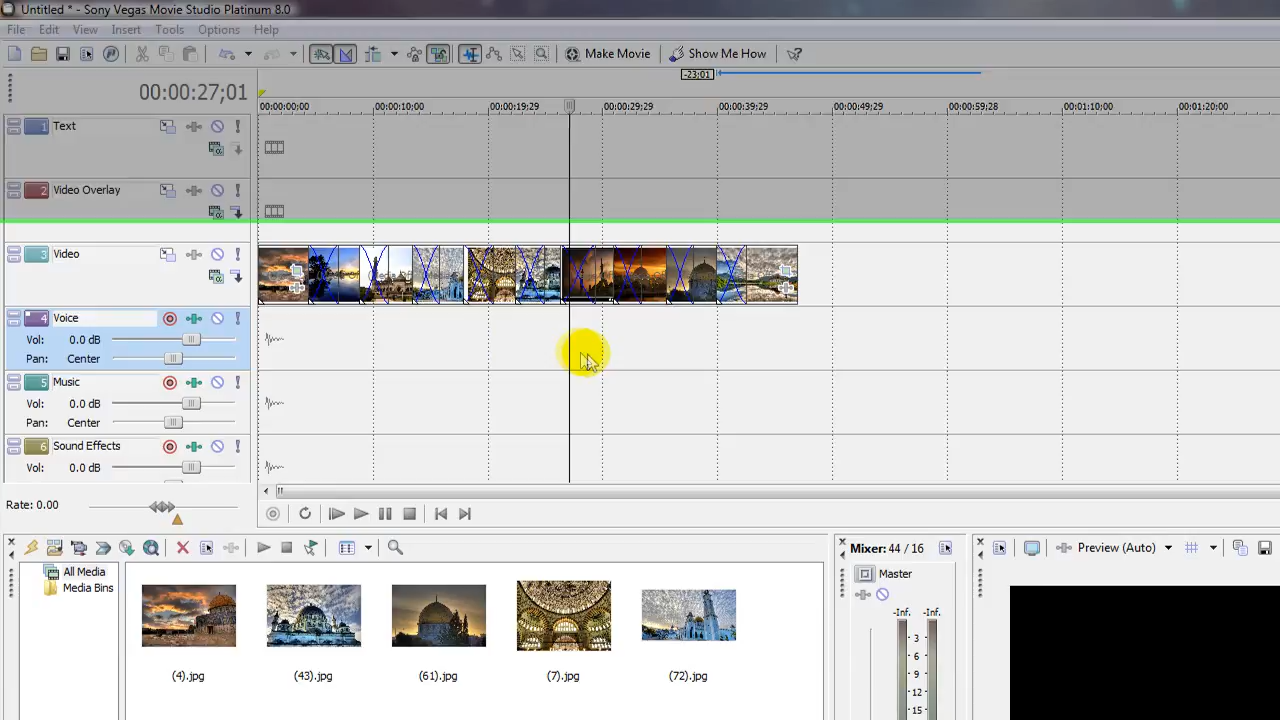 Untitled * - Sony Vegas Movie Studio Platinum 8.0
File Edit View Insert Tools Options Help
Make Movie Show Me How
-23;01
00:00:27;01
00:00:00;00 00:00:10;00 00:00:19;29 00:00:29;29 00:00:39;29 00:00:49;29 00:00:59;28 00:01:10;00 00:01:20;00
1 Text
2 Video Overlay
3 Video
4 Voice
Vol: 0.0 dB
Pan: Center
5 Music
Vol: 0.0 dB
Pan: Center
6 Sound Effects
Vol: 0.0 dB
Rate: 0.00
All Media
Media Bins
(4).jpg (43).jpg (61).jpg (7).jpg (72).jpg
Mixer: 44 / 16
Master
-Inf. -Inf.
3
6
9
12
15
Preview (Auto)